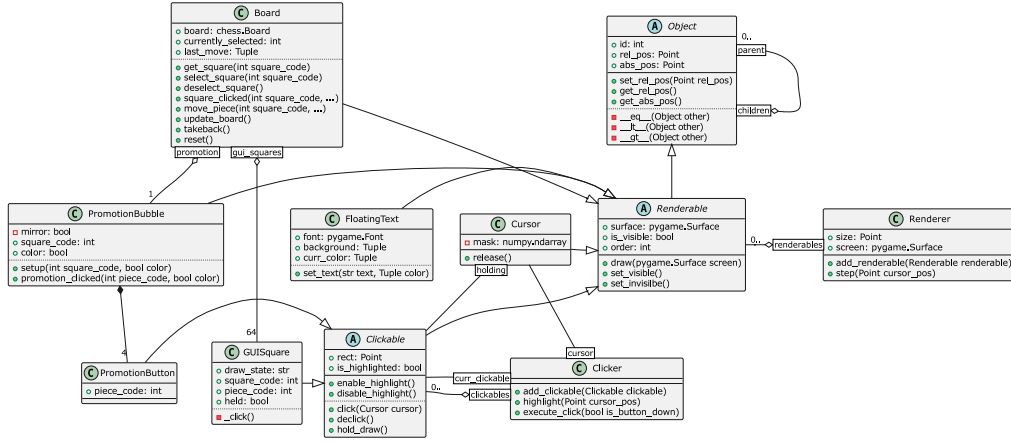 C Board
board: chess.Board
currently_selected: int
last_move: Tuple
get_square(int square_code)
select_square(int square_code)
deselect_square()
square_clicked(int square_code, ...)
move_piece(int square_code, ...)
update_board()
takeback()
reset()
promotion
gui_squares
A Object
id: int
rel_pos: Point
abs_pos: Point
set_rel_pos(Point rel_pos)
get_rel_pos()
get_abs_pos()
__eq__(Object other)
__lt__(Object other)
__gt__(Object other)
0..
parent
children
1
C PromotionBubble
mirror: bool
square_code: int
color: bool
setup(int square_code, bool color)
promotion_clicked(int piece_code, bool color)
C FloatingText
font: pygame.Font
background: Tuple
curr_color: Tuple
set_text(str text, Tuple color)
C Cursor
mask: numpy.ndarray
release()
holding
A Renderable
surface: pygame.Surface
is_visible: bool
order: int
draw(pygame.Surface screen)
set_visible()
set_invisilbe()
0..
renderables
C Renderer
size: Point
screen: pygame.Surface
add_renderable(Renderable renderable)
step(Point cursor_pos)
4
C PromotionButton
piece_code: int
64
C GUISquare
draw_state: str
square_code: int
piece_code: int
held: bool
_click()
A Clickable
rect: Point
is_highlighted: bool
enable_highlight()
disable_highlight()
click(Cursor cursor)
declick()
hold_draw()
curr_clickable
0..
clickables
cursor
C Clicker
add_clickable(Clickable clickable)
highlight(Point cursor_pos)
execute_click(bool is_button_down)